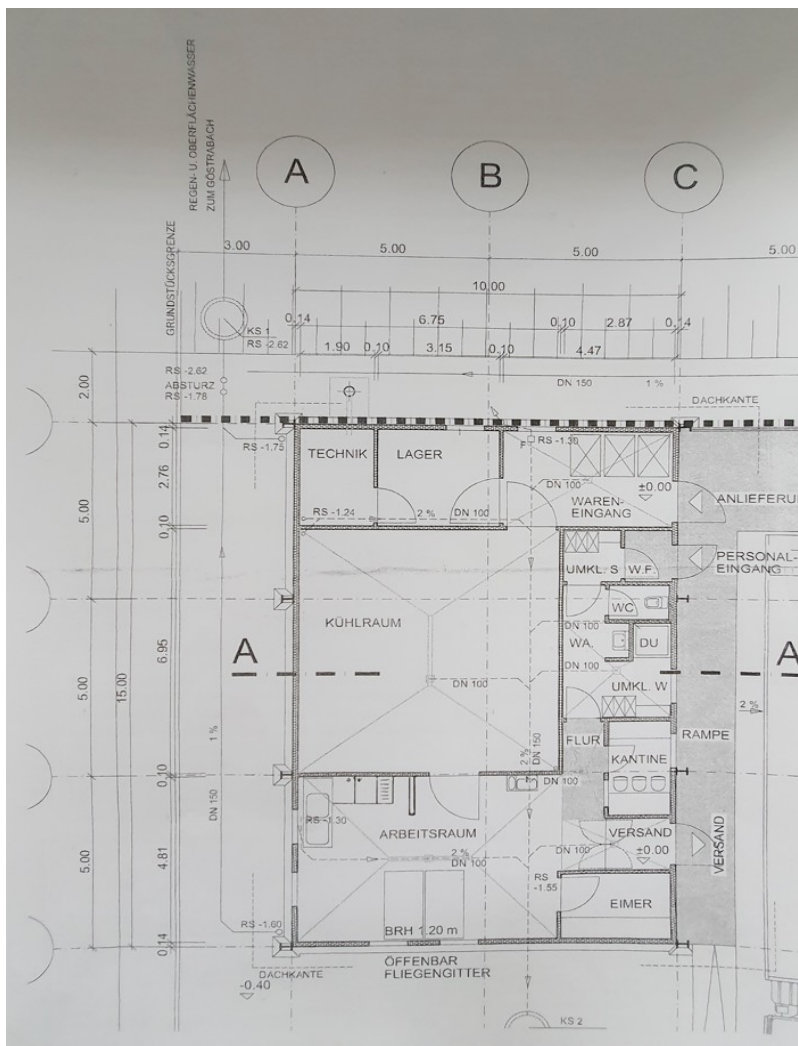 REGEN- U. OBERFLÄCHENWASSER
ZUM GÖSTRABACH
GRUNDSTÜCKSGRENZE
A
B
C
3.00
5.00
5.00
5.00
10.00
0,14
6.75
0,10
2.87
0,14
1.90
0,10
3.15
0,10
4.47
KS 1
RS -2.62
RS -2.62
ABSTURZ
RS -1.78
DN 150
1 %
DACHKANTE
2.00
0,14
2.76
0,10
5.00
6.95
5.00
15.00
0,10
5.00
4.81
0,14
RS -1.75
TECHNIK
LAGER
F
RS -1.30
DN 100
±0.00
WAREN-
EINGANG
ANLIEFERU
RS -1.24
2 %
DN 100
UMKL. S
W.F.
PERSONAL-
EINGANG
KÜHLRAUM
WC
DN 100
WA.
DU
DN 100
A
A
DN 100
UMKL. W
1 %
DN 150
2 %
DN 150
FLUR
KANTINE
RAMPE
2 %
DN 100
RS -1.30
ARBEITSRAUM
2 %
DN 100
VERSAND
±0.00
DN 100
VERSAND
RS
-1.55
EIMER
RS -1.60
BRH 1.20 m
ÖFFENBAR
FLIEGENGITTER
DACHKANTE
-0,40
KS 2